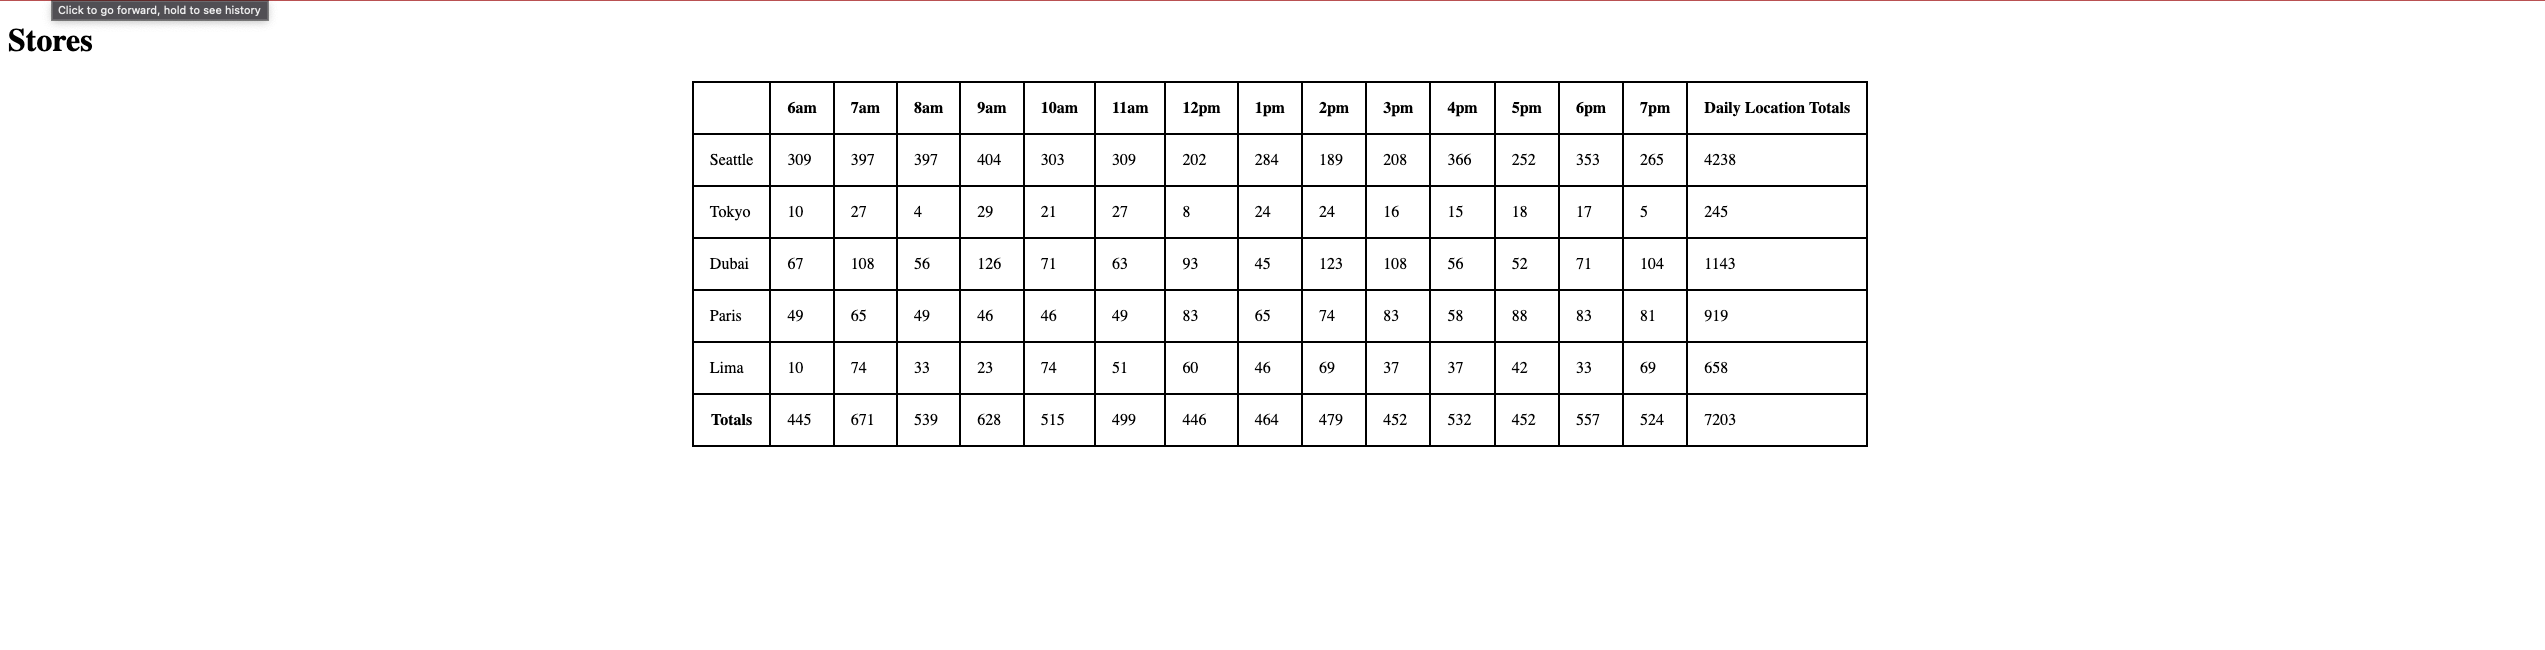 Click to go forward, hold to see history
Stores
6am 7am 8am 9am 10am 11am 12pm 1pm 2pm 3pm 4pm 5pm 6pm 7pm Daily Location Totals
Seattle 309 397 397 404 303 309 202 284 189 208 366 252 353 265 4238
Tokyo 10 27 4 29 21 27 8 24 24 16 15 18 17 5 245
Dubai 67 108 56 126 71 63 93 45 123 108 56 52 71 104 1143
Paris 49 65 49 46 46 49 83 65 74 83 58 88 83 81 919
Lima 10 74 33 23 74 51 60 46 69 37 37 42 33 69 658
Totals 445 671 539 628 515 499 446 464 479 452 532 452 557 524 7203